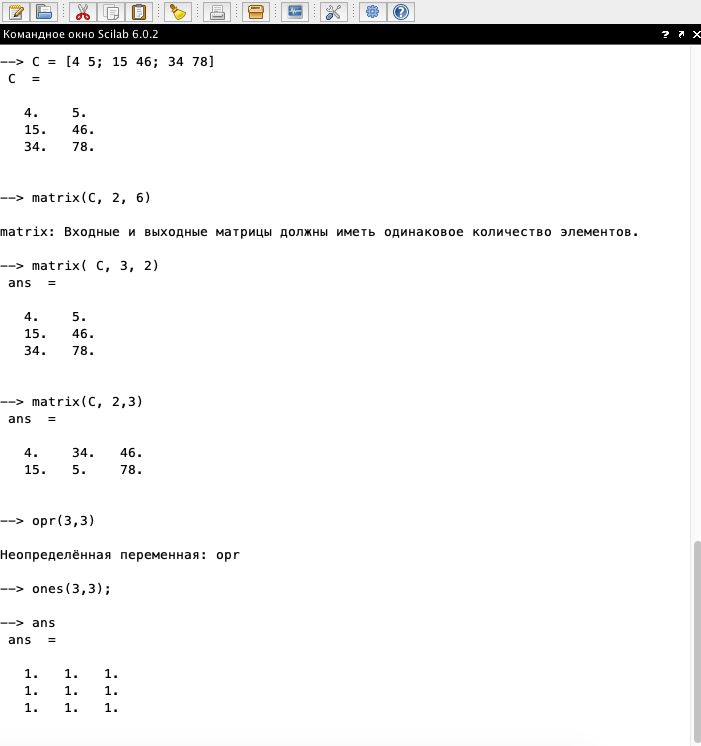 Командное окно Scilab 6.0.2
--> C = [4 5; 15 46; 34 78]
C  =
4.    5.
15.   46.
34.   78.
--> matrix(C, 2, 6)
matrix: Входные и выходные матрицы должны иметь одинаковое количество элементов.
--> matrix( C, 3, 2)
ans  =
4.    5.
15.   46.
34.   78.
--> matrix(C, 2,3)
ans  =
4.    34.   46.
15.   5.    78.
--> opr(3,3)
Неопределённая переменная: opr
--> ones(3,3);
--> ans
ans  =
1.   1.   1.
1.   1.   1.
1.   1.   1.